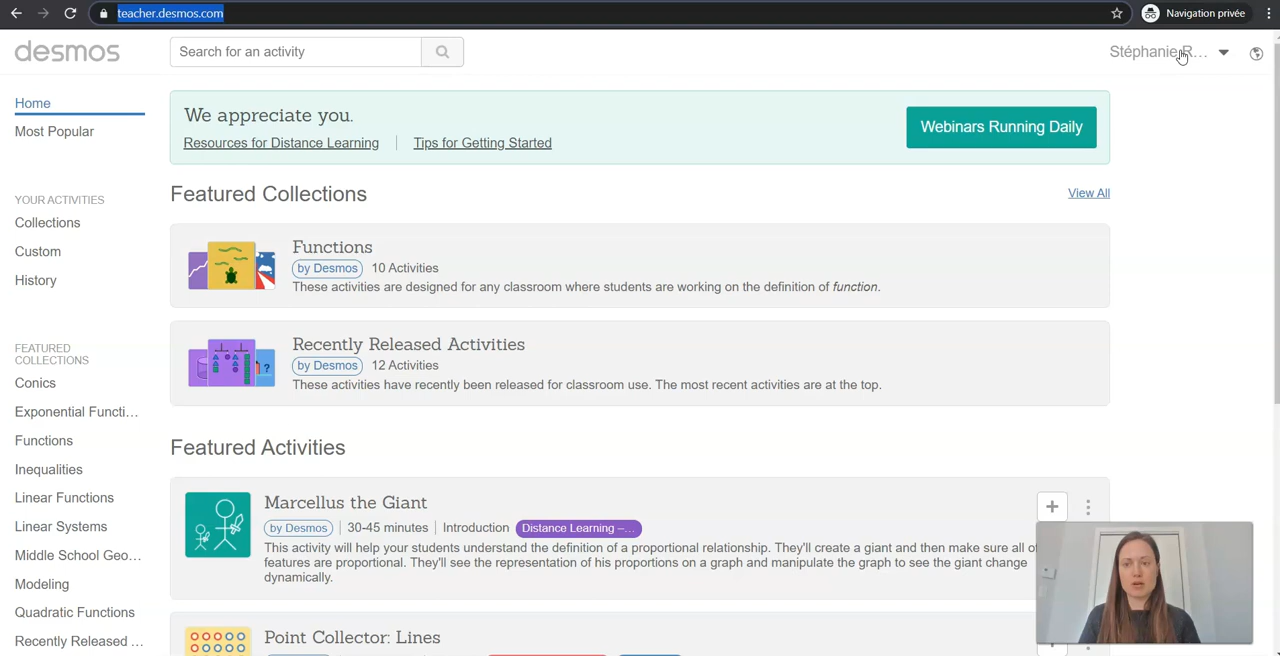 teacher.desmos.com
Navigation privée
desmos
Search for an activity
Stéphanie R...
Home
Most Popular
YOUR ACTIVITIES
Collections
Custom
History
FEATURED
COLLECTIONS
Conics
Exponential Functi...
Functions
Inequalities
Linear Functions
Linear Systems
Middle School Geo...
Modeling
Quadratic Functions
Recently Released ...
We appreciate you.
Resources for Distance Learning | Tips for Getting Started
Webinars Running Daily
Featured Collections
View All
Functions
by Desmos 10 Activities
These activities are designed for any classroom where students are working on the definition of function.
Recently Released Activities
by Desmos 12 Activities
These activities have recently been released for classroom use. The most recent activities are at the top.
Featured Activities
Marcellus the Giant
by Desmos | 30-45 minutes | Introduction Distance Learning –...
This activity will help your students understand the definition of a proportional relationship. They'll create a giant and then make sure all of
features are proportional. They'll see the representation of his proportions on a graph and manipulate the graph to see the giant change
dynamically.
Point Collector: Lines